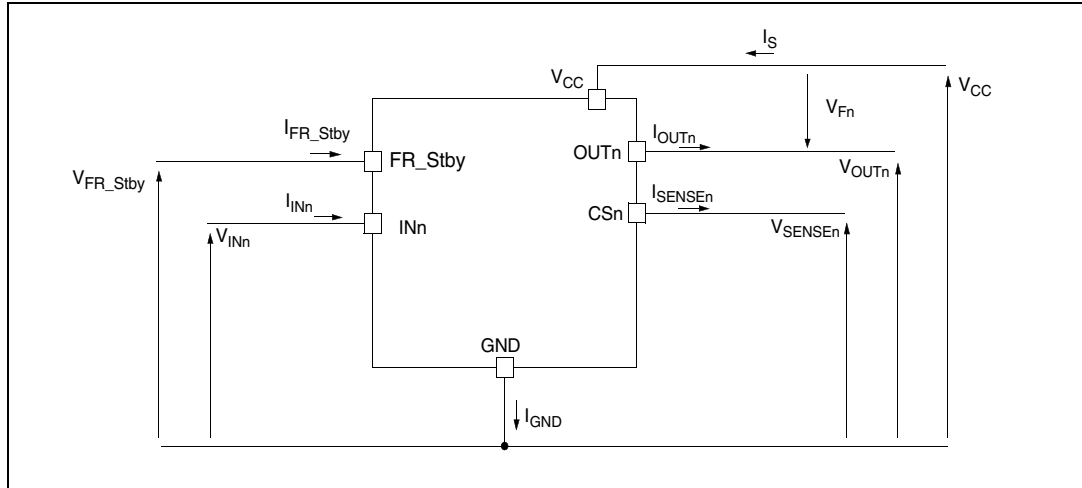 I_S
V_CC
V_CC
V_Fn
I_FR_Stby
I_OUTn
FR_Stby
OUTn
V_FR_Stby
V_OUTn
I_INn
I_SENSEn
INn
CSn
V_INn
V_SENSEn
GND
I_GND